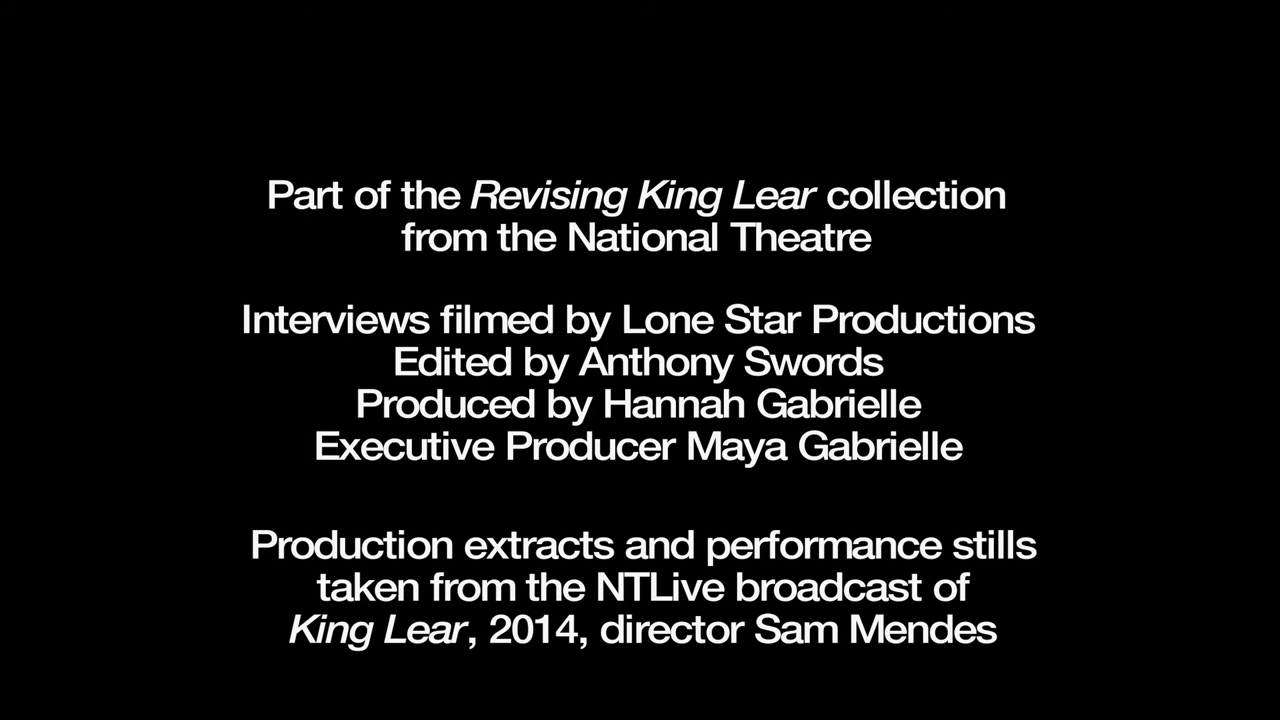 Part of the Revising King Lear collection
from the National Theatre
Interviews filmed by Lone Star Productions
Edited by Anthony Swords
Produced by Hannah Gabrielle
Executive Producer Maya Gabrielle
Production extracts and performance stills
taken from the NTLive broadcast of
King Lear, 2014, director Sam Mendes